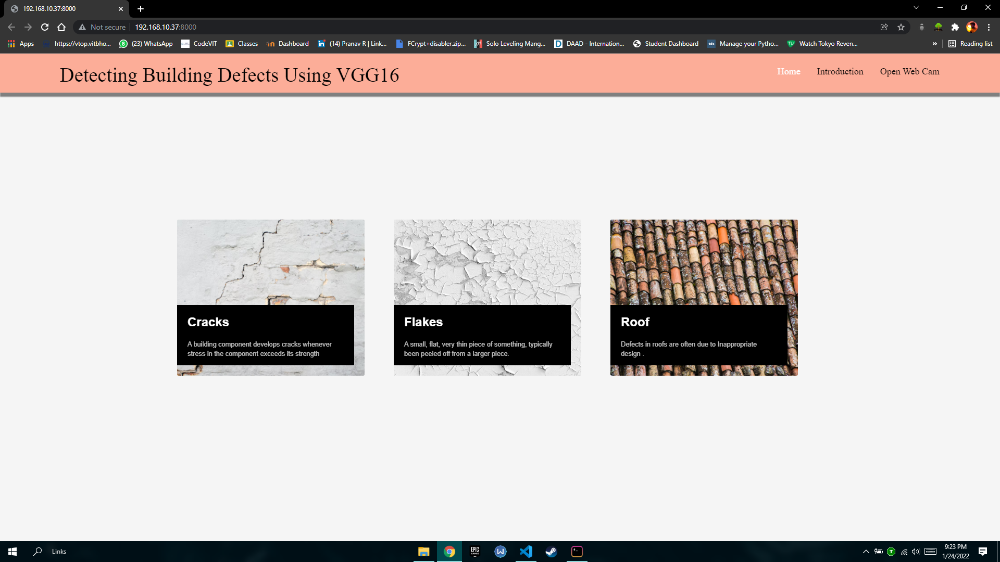 192.168.10.37:8000
Not secure
192.168.10.37:8000
Apps
https://vtop.vitbho...
(23) WhatsApp
CodeVIT
Classes
Dashboard
(14) Pranav R | Link...
FCrypt+disabler.zip...
Solo Leveling Mang...
DAAD - Internation...
Student Dashboard
Manage your Pytho...
Watch Tokyo Reven...
Reading list
Detecting Building Defects Using VGG16
Home
Introduction
Open Web Cam
Cracks
A building component develops cracks whenever
stress in the component exceeds its strength
Flakes
A small, flat, very thin piece of something, typically
been peeled off from a larger piece.
Roof
Defects in roofs are often due to Inappropriate
design .
Links
EPIC
GAMES
9:23 PM
1/24/2022